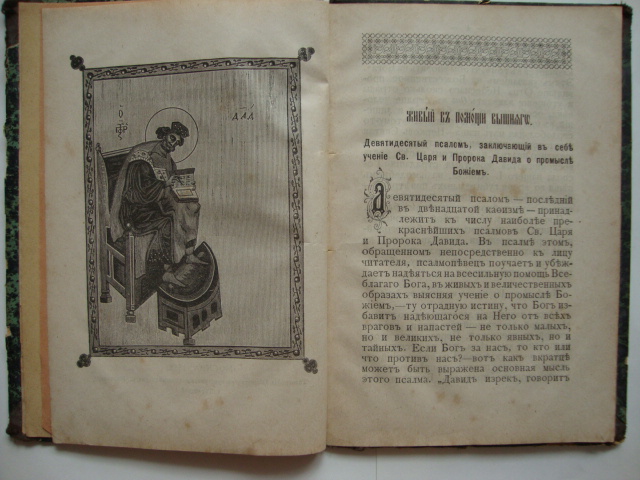 ЖИВЫЙ ВЪ ПОМОЩИ ВЫШНЯГѠ.
Девятидесятый псаломъ, заключающій въ себѣ
ученіе Св. Царя и Пророка Давида о промыслѣ
Божіемъ.
Девятидесятый псаломъ — послѣдній
въ двѣнадцатой каѳизмѣ — принад-
лежитъ къ числу наиболѣе пре-
краснѣйшихъ псалмовъ Св. Царя
и Пророка Давида. Въ псалмѣ этомъ,
обращенномъ непосредственно къ лицу
читателя, псалмопѣвецъ поучаетъ и убѣж-
даетъ надѣяться на всесильную помощь Все-
благаго Бога, въ живыхъ и величественныхъ
образахъ выясняя ученіе о промыслѣ Бо-
жіемъ,—ту отрадную истину, что Богъ из-
бавитъ надѣющагося на Него отъ всѣхъ
враговъ и напастей — не только малыхъ,
но и великихъ, не только явныхъ, но и
тайныхъ. Если Богъ за насъ, то кто или
что противъ насъ?—вотъ какъ вкратцѣ
можетъ быть выражена основная мысль
этого псалма. „Давидъ изрекъ, говоритъ